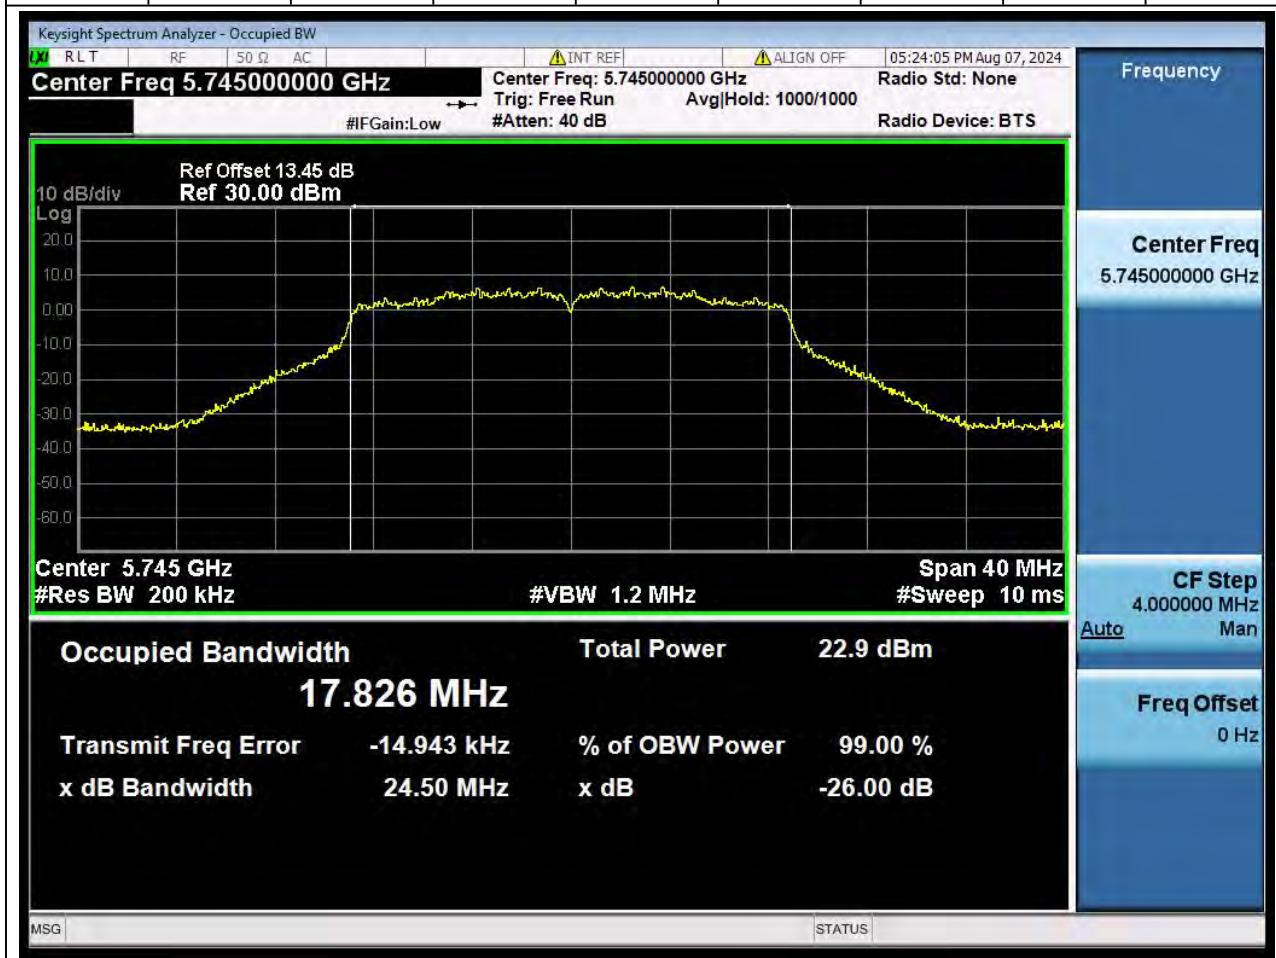 Keysight Spectrum Analyzer - Occupied BW
LXI RLT RF 50 Ω AC INT REF ALIGN OFF 05:24:05 PM Aug 07, 2024
Center Freq 5.745000000 GHz
Center Freq: 5.745000000 GHz Radio Std: None
Trig: Free Run Avg|Hold: 1000/1000
#IFGain:Low #Atten: 40 dB Radio Device: BTS
Ref Offset 13.45 dB
10 dB/div Ref 30.00 dBm
Log
20.0
10.0
0.00
-10.0
-20.0
-30.0
-40.0
-50.0
-60.0
Center 5.745 GHz Span 40 MHz
#Res BW 200 kHz #VBW 1.2 MHz #Sweep 10 ms
Occupied Bandwidth Total Power 22.9 dBm
17.826 MHz
Transmit Freq Error -14.943 kHz % of OBW Power 99.00 %
x dB Bandwidth 24.50 MHz x dB -26.00 dB
MSG STATUS
Frequency
Center Freq
5.745000000 GHz
CF Step
4.000000 MHz
Auto Man
Freq Offset
0 Hz